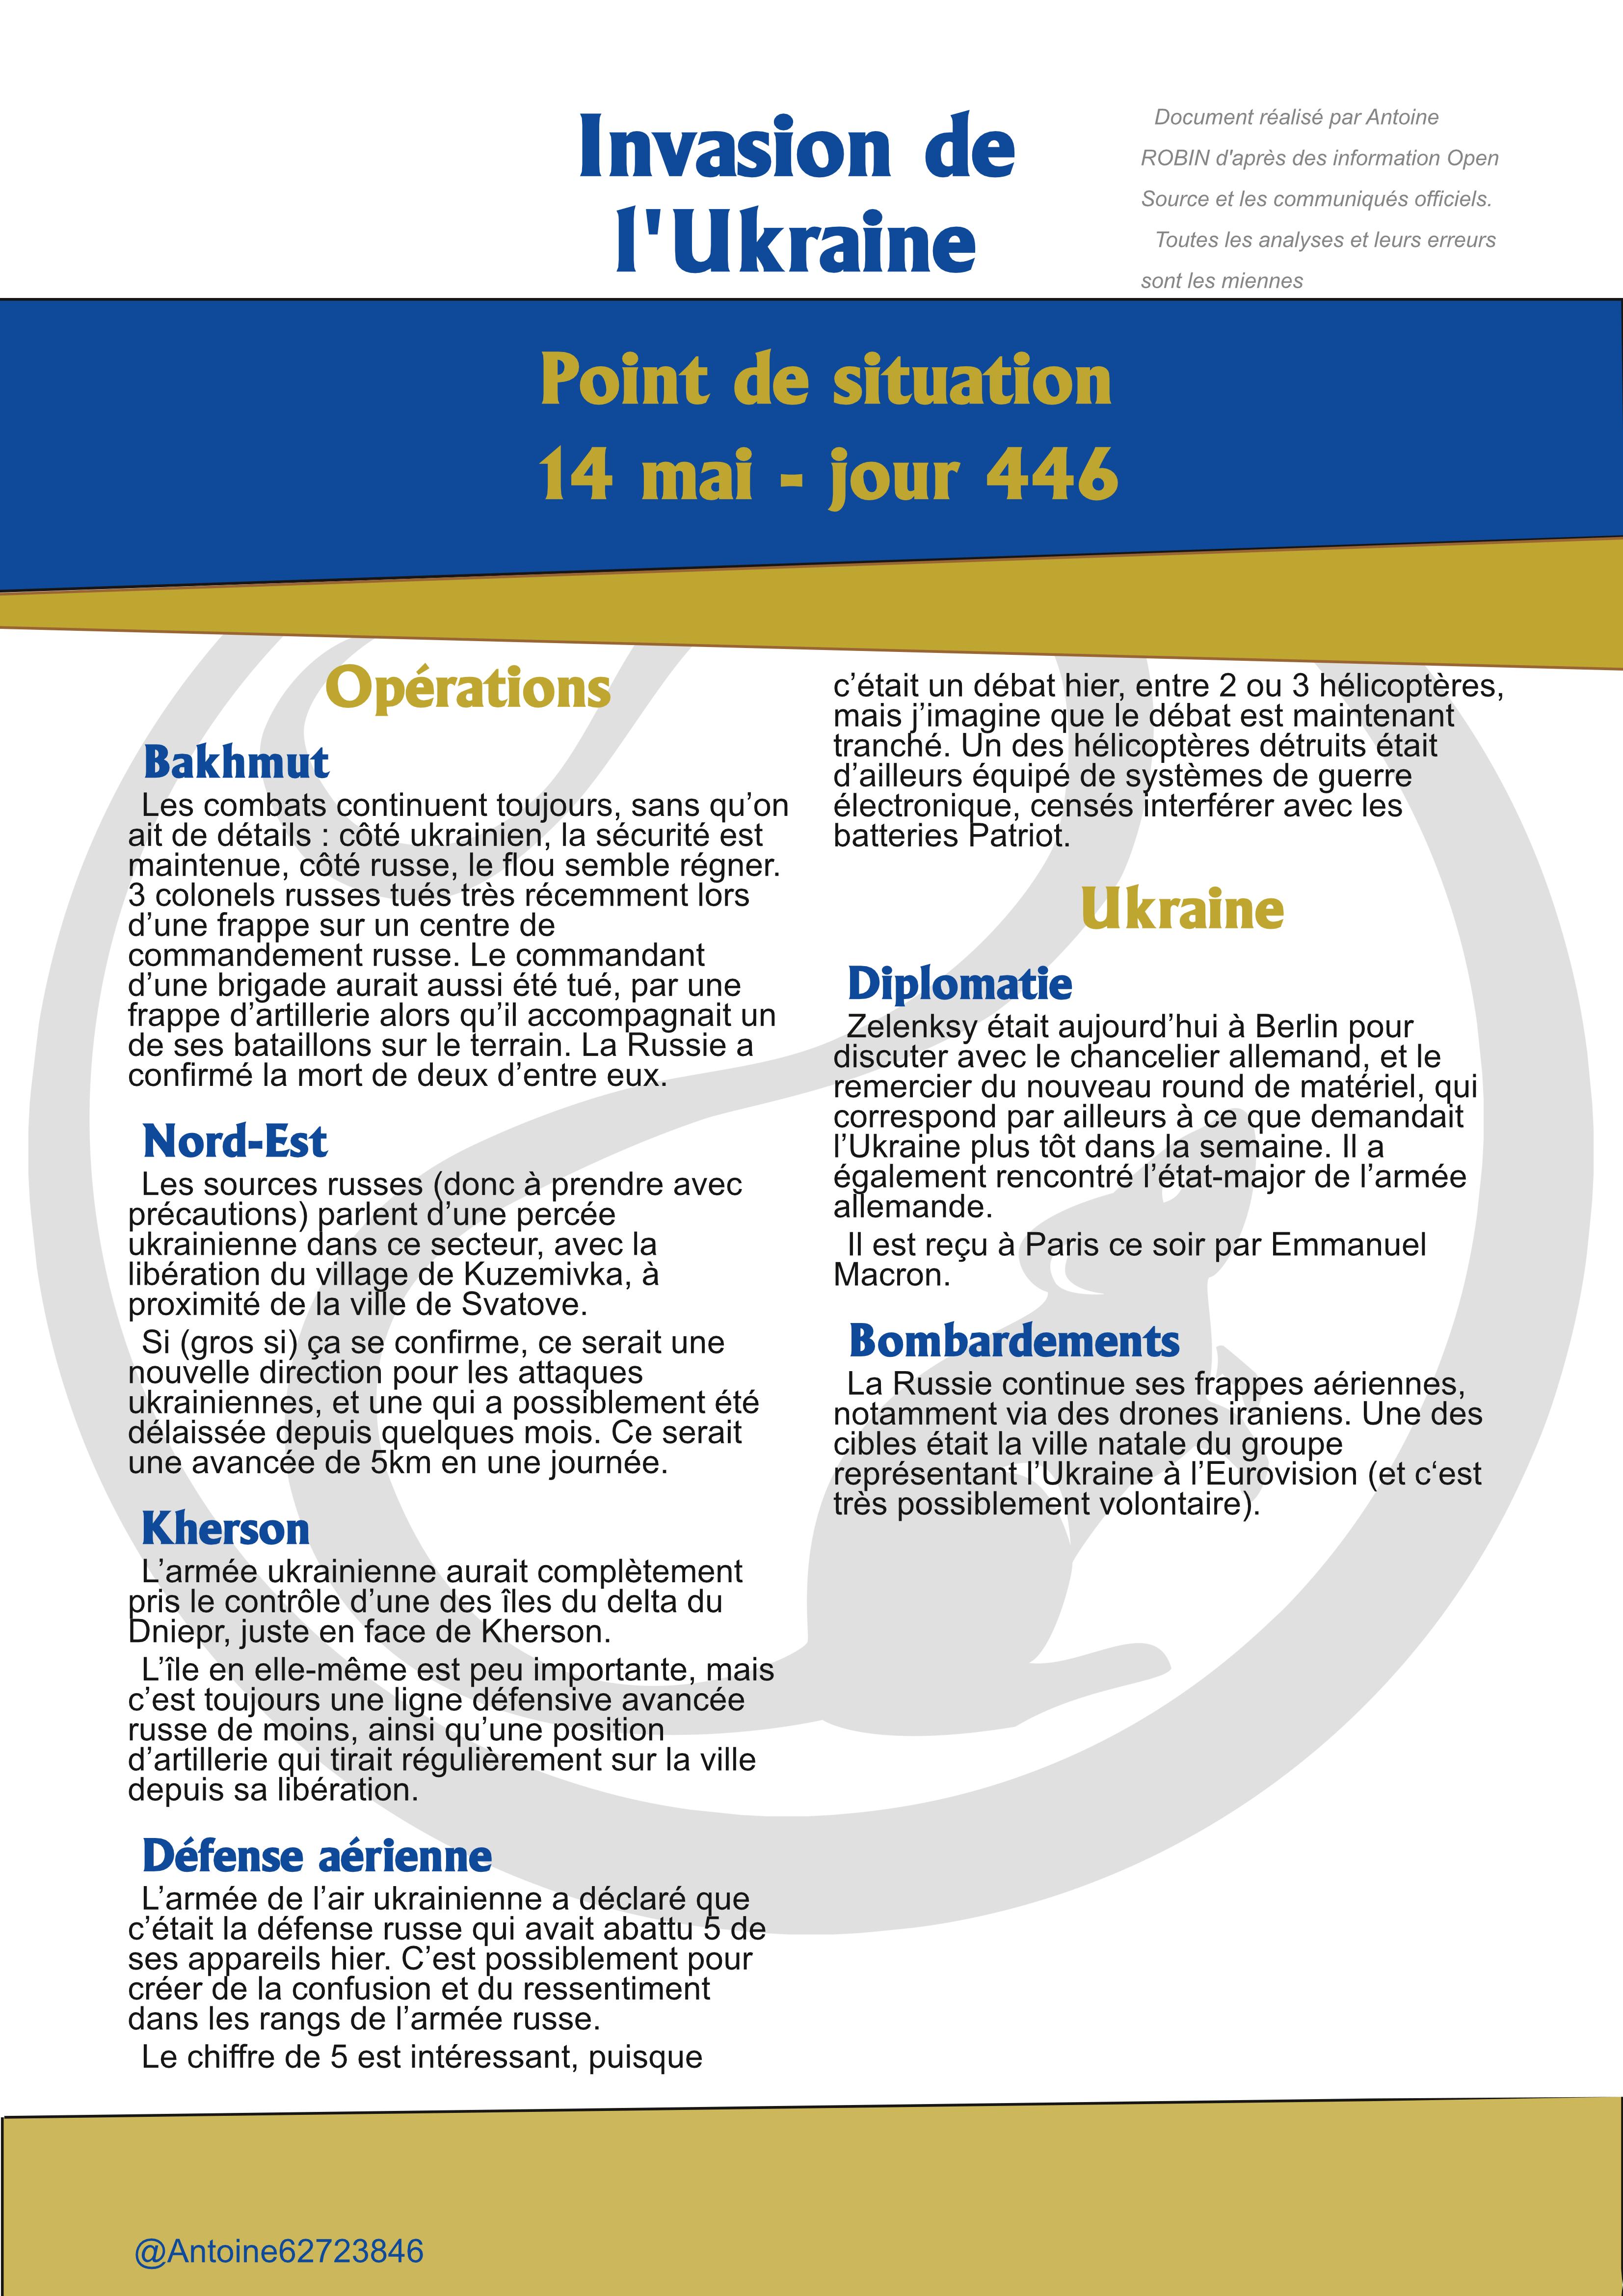 Invasion de
l'Ukraine
Document réalisé par Antoine
ROBIN d'après des information Open
Source et les communiqués officiels.
Toutes les analyses et leurs erreurs
sont les miennes
Point de situation
14 mai - jour 446
Opérations
Bakhmut
Les combats continuent toujours, sans qu’on
ait de détails : côté ukrainien, la sécurité est
maintenue, côté russe, le flou semble régner.
3 colonels russes tués très récemment lors
d’une frappe sur un centre de
commandement russe. Le commandant
d’une brigade aurait aussi été tué, par une
frappe d’artillerie alors qu’il accompagnait un
de ses bataillons sur le terrain. La Russie a
confirmé la mort de deux d’entre eux.
Nord-Est
Les sources russes (donc à prendre avec
précautions) parlent d’une percée
ukrainienne dans ce secteur, avec la
libération du village de Kuzemivka, à
proximité de la ville de Svatove.
Si (gros si) ça se confirme, ce serait une
nouvelle direction pour les attaques
ukrainiennes, et une qui a possiblement été
délaissée depuis quelques mois. Ce serait
une avancée de 5km en une journée.
Kherson
L’armée ukrainienne aurait complètement
pris le contrôle d’une des îles du delta du
Dniepr, juste en face de Kherson.
L’île en elle-même est peu importante, mais
c’est toujours une ligne défensive avancée
russe de moins, ainsi qu’une position
d’artillerie qui tirait régulièrement sur la ville
depuis sa libération.
Défense aérienne
L’armée de l’air ukrainienne a déclaré que
c’était la défense russe qui avait abattu 5 de
ses appareils hier. C’est possiblement pour
créer de la confusion et du ressentiment
dans les rangs de l’armée russe.
Le chiffre de 5 est intéressant, puisque
c’était un débat hier, entre 2 ou 3 hélicoptères,
mais j’imagine que le débat est maintenant
tranché. Un des hélicoptères détruits était
d’ailleurs équipé de systèmes de guerre
électronique, censés interférer avec les
batteries Patriot.
Ukraine
Diplomatie
Zelenksy était aujourd’hui à Berlin pour
discuter avec le chancelier allemand, et le
remercier du nouveau round de matériel, qui
correspond par ailleurs à ce que demandait
l’Ukraine plus tôt dans la semaine. Il a
également rencontré l’état-major de l’armée
allemande.
Il est reçu à Paris ce soir par Emmanuel
Macron.
Bombardements
La Russie continue ses frappes aériennes,
notamment via des drones iraniens. Une des
cibles était la ville natale du groupe
représentant l’Ukraine à l’Eurovision (et c‘est
très possiblement volontaire).
@Antoine62723846